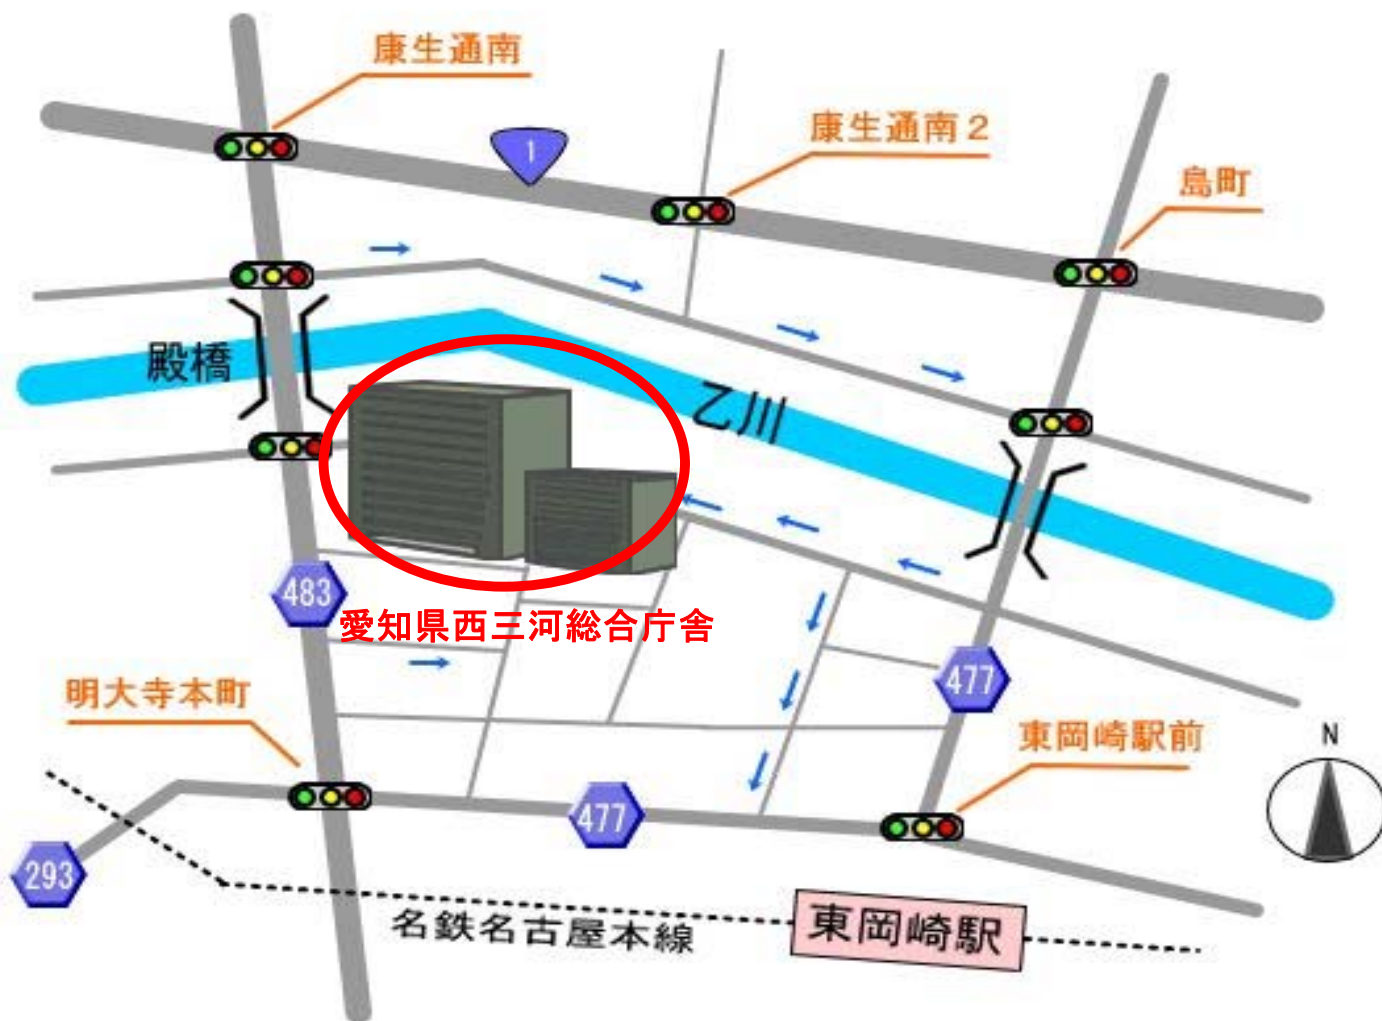 康生通南
1
康生通南2
島町
殿橋
乙川
483
愛知県西三河総合庁舎
明大寺本町
477
東岡崎駅前
N
477
293
名鉄名古屋本線
東岡崎駅